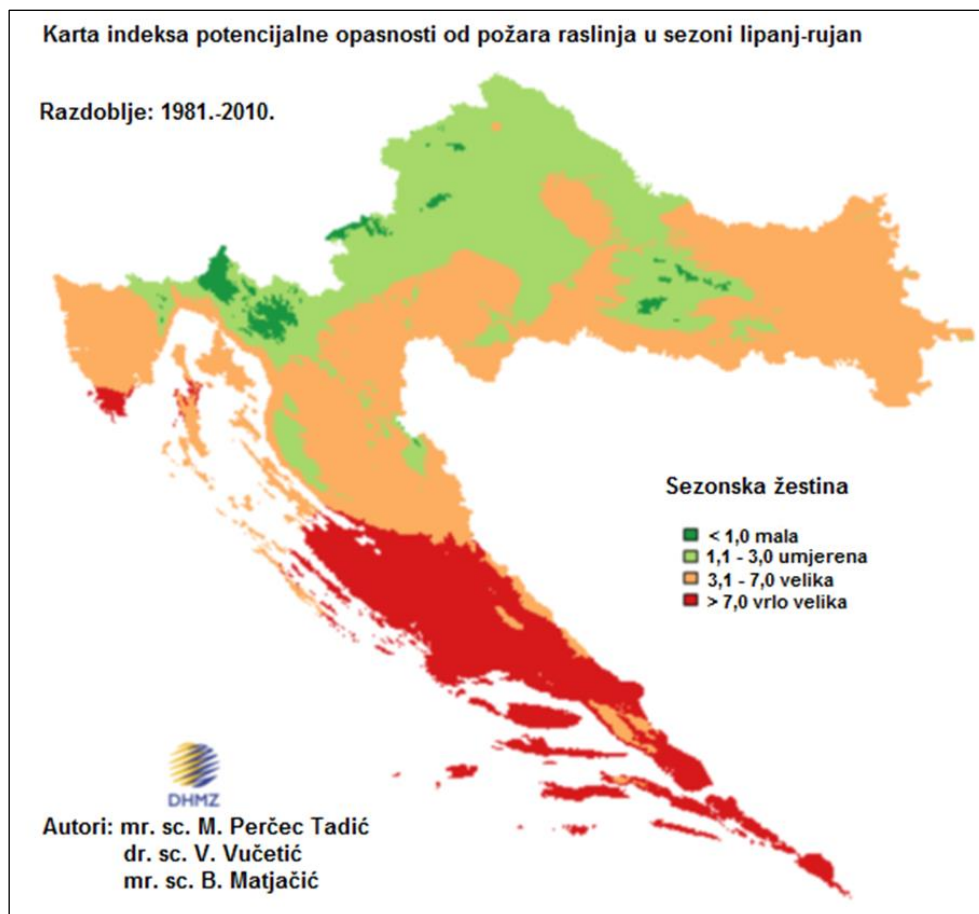 Karta indeksa potencijalne opasnosti od požara raslinja u sezoni lipanj-rujan
Razdoblje: 1981.-2010.
Sezonska žestina
< 1,0 mala
1,1 - 3,0 umjerena
3,1 - 7,0 velika
> 7,0 vrlo velika
DHMZ
Autori: mr. sc. M. Perčec Tadić
dr. sc. V. Vučetić
mr. sc. B. Matjačić